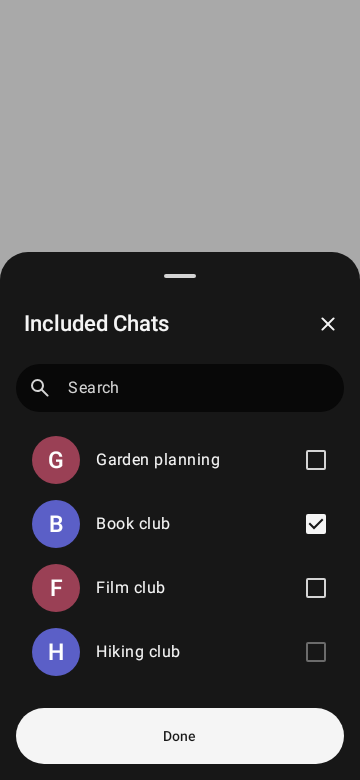 Included Chats
Search
G Garden planning
B Book club
F Film club
H Hiking club
Done